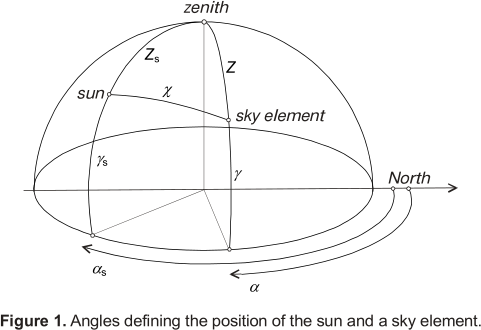 zenith
Zs
Z
sun
χ
sky element
γs
γ
North
αs
α
Figure 1. Angles defining the position of the sun and a sky element.